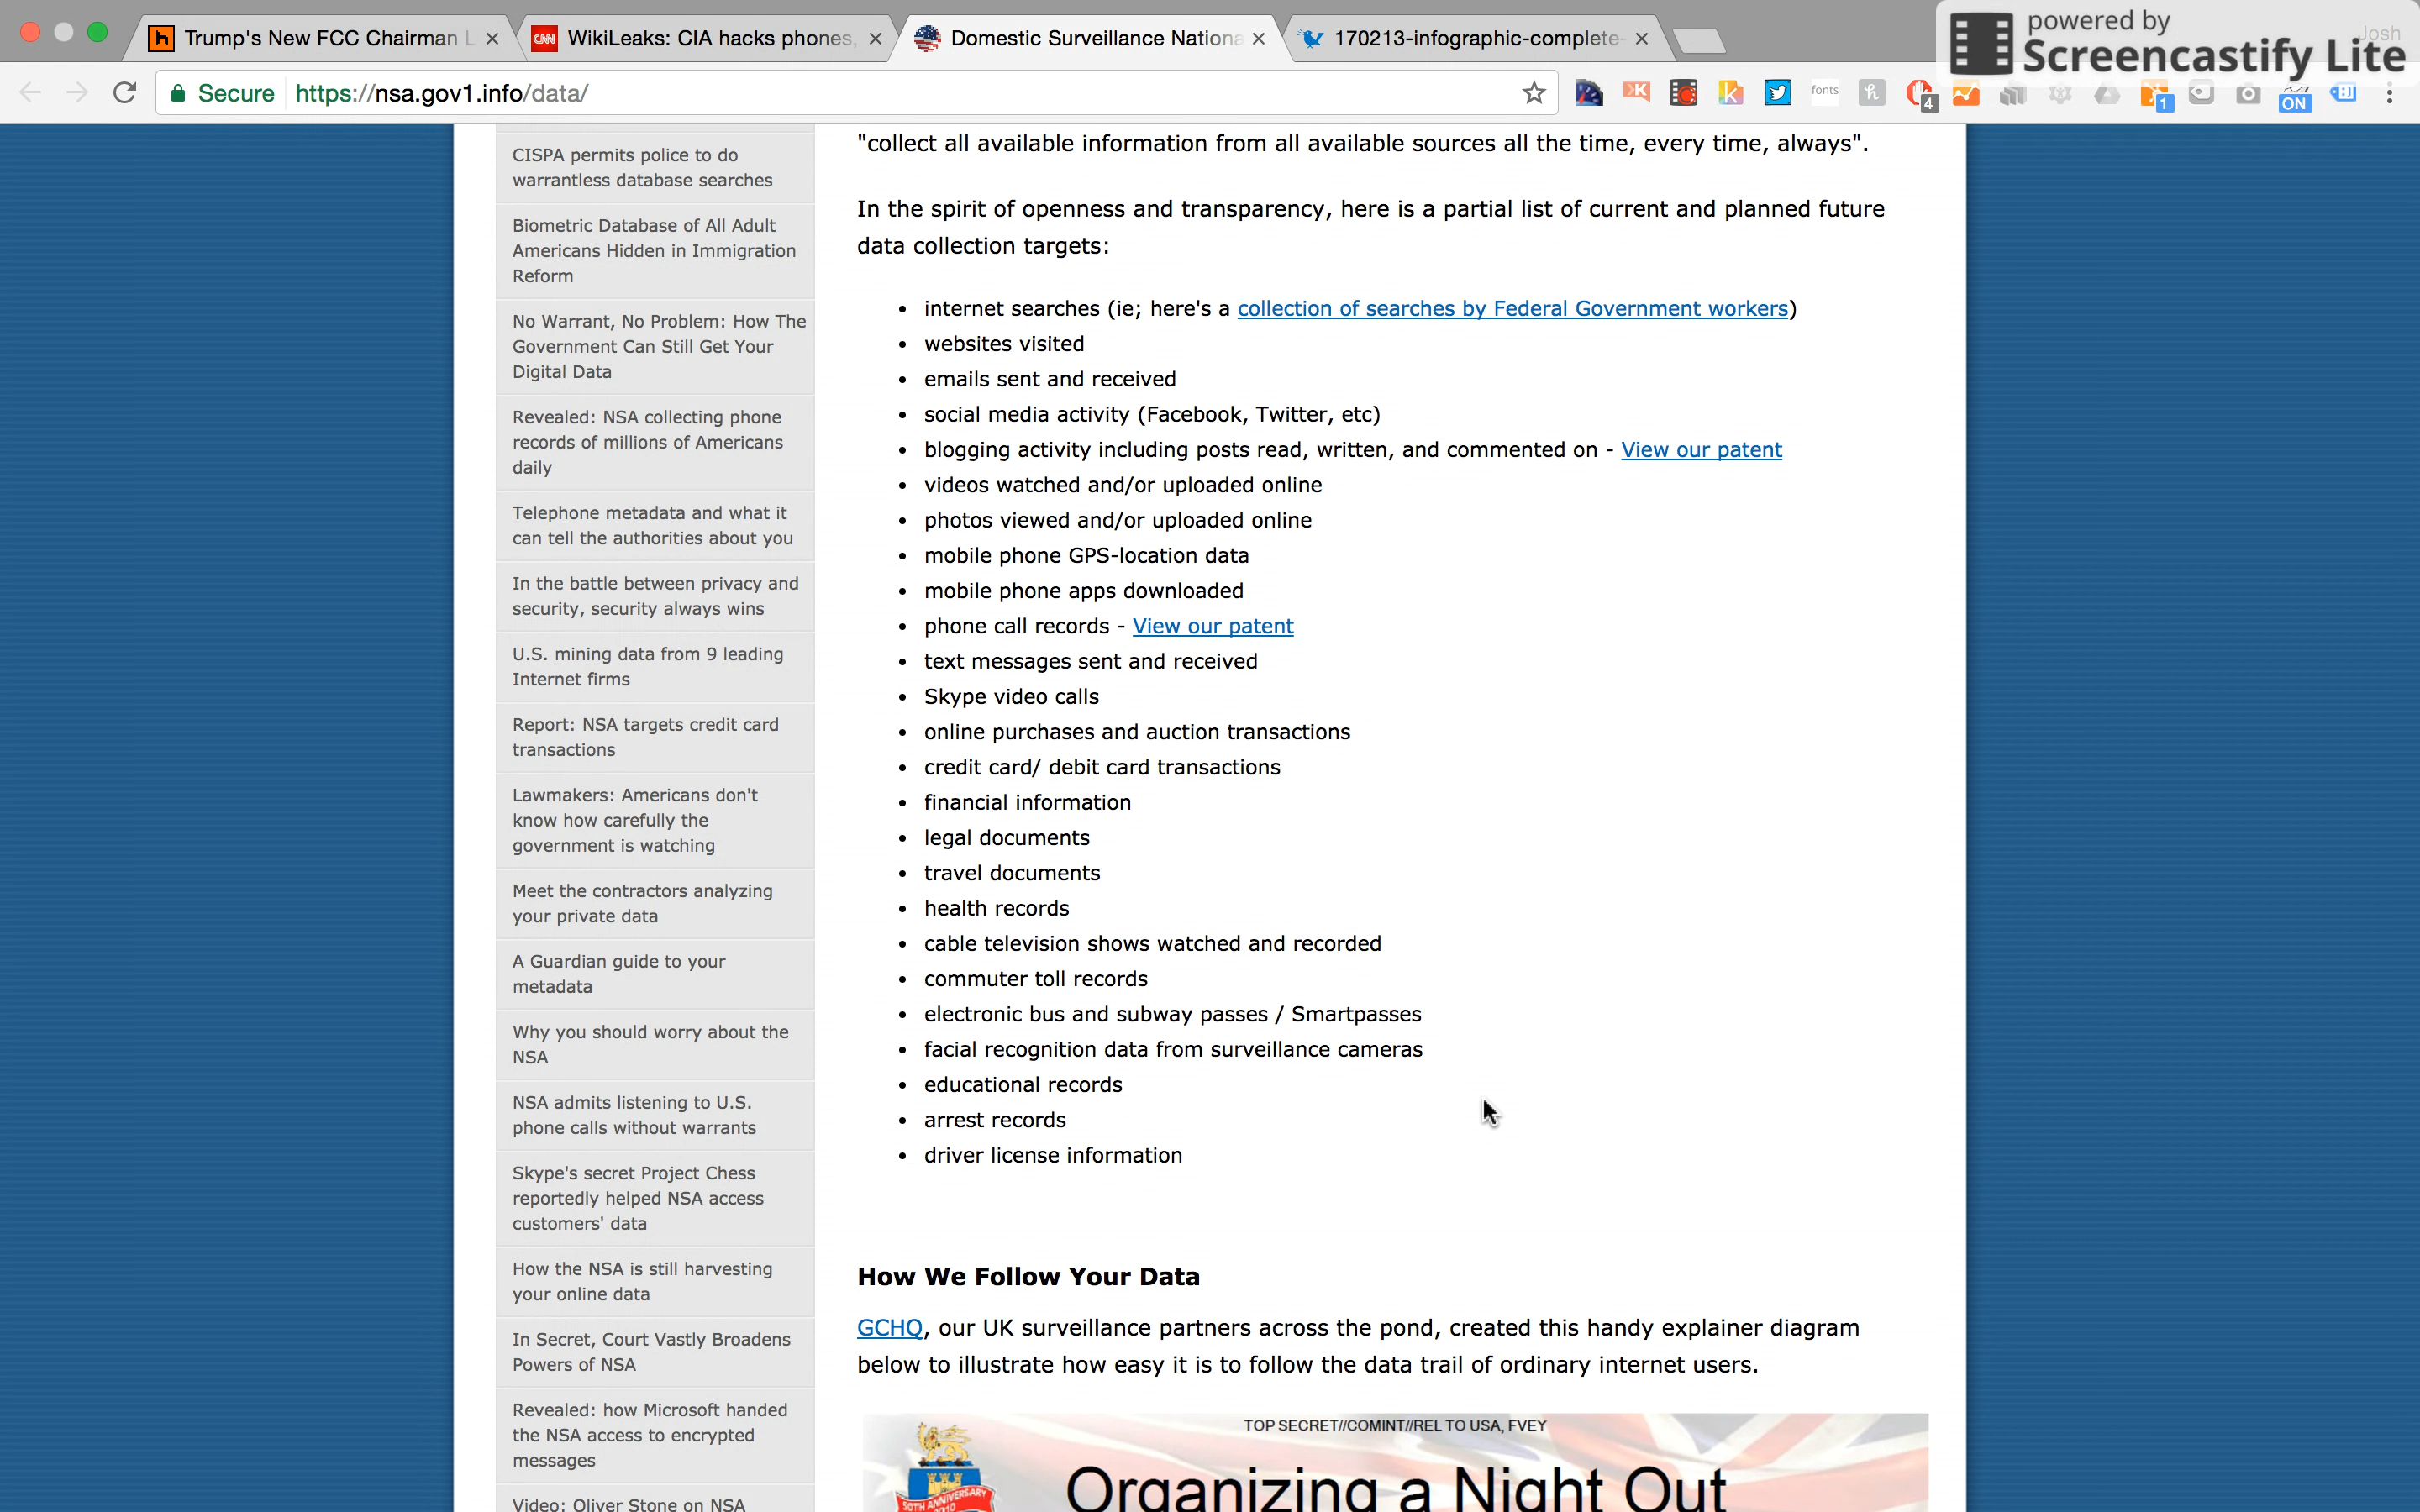 Trump's New FCC Chairman L
WikiLeaks: CIA hacks phones,
Domestic Surveillance Nationa
170213-infographic-complete-
Josh
powered by
Screencastify Lite
Secure
https://nsa.gov1.info/data/
fonts
4
1
ON
CISPA permits police to do
warrantless database searches
Biometric Database of All Adult
Americans Hidden in Immigration
Reform
No Warrant, No Problem: How The
Government Can Still Get Your
Digital Data
Revealed: NSA collecting phone
records of millions of Americans
daily
Telephone metadata and what it
can tell the authorities about you
In the battle between privacy and
security, security always wins
U.S. mining data from 9 leading
Internet firms
Report: NSA targets credit card
transactions
Lawmakers: Americans don't
know how carefully the
government is watching
Meet the contractors analyzing
your private data
A Guardian guide to your
metadata
Why you should worry about the
NSA
NSA admits listening to U.S.
phone calls without warrants
Skype's secret Project Chess
reportedly helped NSA access
customers' data
How the NSA is still harvesting
your online data
In Secret, Court Vastly Broadens
Powers of NSA
Revealed: how Microsoft handed
the NSA access to encrypted
messages
Video: Oliver Stone on NSA
"collect all available information from all available sources all the time, every time, always".
In the spirit of openness and transparency, here is a partial list of current and planned future
data collection targets:
• internet searches (ie; here's a collection of searches by Federal Government workers)
• websites visited
• emails sent and received
• social media activity (Facebook, Twitter, etc)
• blogging activity including posts read, written, and commented on - View our patent
• videos watched and/or uploaded online
• photos viewed and/or uploaded online
• mobile phone GPS-location data
• mobile phone apps downloaded
• phone call records - View our patent
• text messages sent and received
• Skype video calls
• online purchases and auction transactions
• credit card/ debit card transactions
• financial information
• legal documents
• travel documents
• health records
• cable television shows watched and recorded
• commuter toll records
• electronic bus and subway passes / Smartpasses
• facial recognition data from surveillance cameras
• educational records
• arrest records
• driver license information
How We Follow Your Data
GCHQ, our UK surveillance partners across the pond, created this handy explainer diagram
below to illustrate how easy it is to follow the data trail of ordinary internet users.
TOP SECRET//COMINT//REL TO USA, FVEY
Organizing a Night Out
50TH ANNIVERSARY